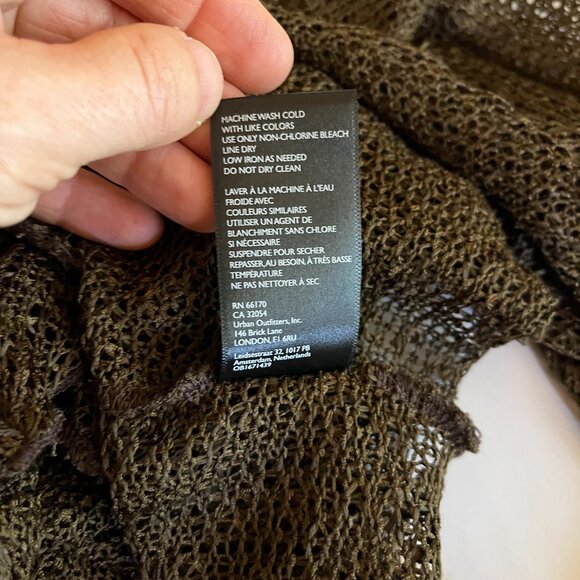 MACHINE WASH COLD
WITH LIKE COLORS
USE ONLY NON-CHLORINE BLEACH
LINE DRY
LOW IRON AS NEEDED
DO NOT DRY CLEAN
LAVER À LA MACHINE À L'EAU
FROIDE AVEC
COULEURS SIMILAIRES
UTILISER UN AGENT DE
BLANCHIMENT SANS CHLORE
SI NÉCESSAIRE
SUSPENDRE POUR SECHER
REPASSER, AU BESOIN, À TRÈS BASSE
TEMPÉRATURE
NE PAS NETTOYER À SEC
RN 66170
CA 32054
Urban Outfitters, Inc.
146 Brick Lane
LONDON, E1 6RU
Leidsestraat 32, 1017 PB
Amsterdam, Netherlands
OB1671439